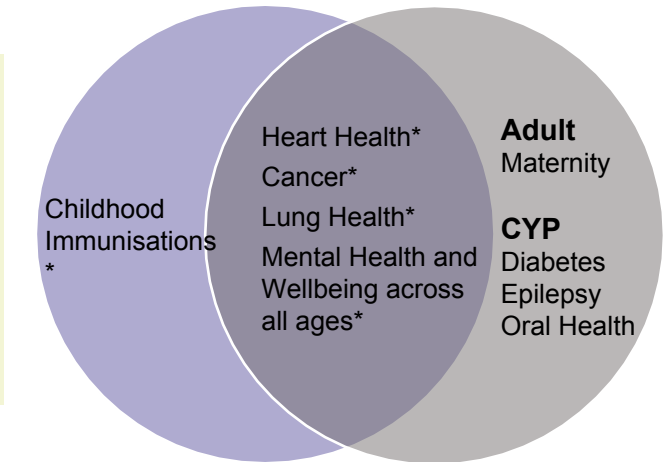 Childhood
Immunisations
*
Heart Health*
Cancer*
Lung Health*
Mental Health and
Wellbeing across
all ages*
Adult
Maternity
CYP
Diabetes
Epilepsy
Oral Health